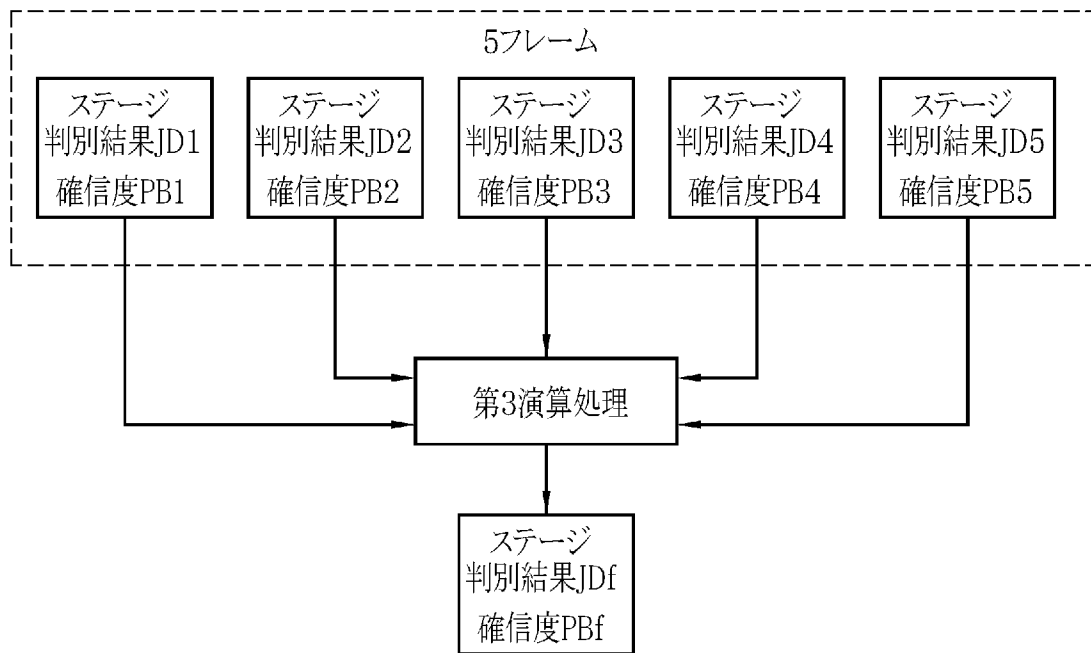 5フレーム
ステージ
判別結果JD1
確信度PB1
ステージ
判別結果JD2
確信度PB2
ステージ
判別結果JD3
確信度PB3
ステージ
判別結果JD4
確信度PB4
ステージ
判別結果JD5
確信度PB5
第3演算処理
ステージ
判別結果JDf
確信度PBf